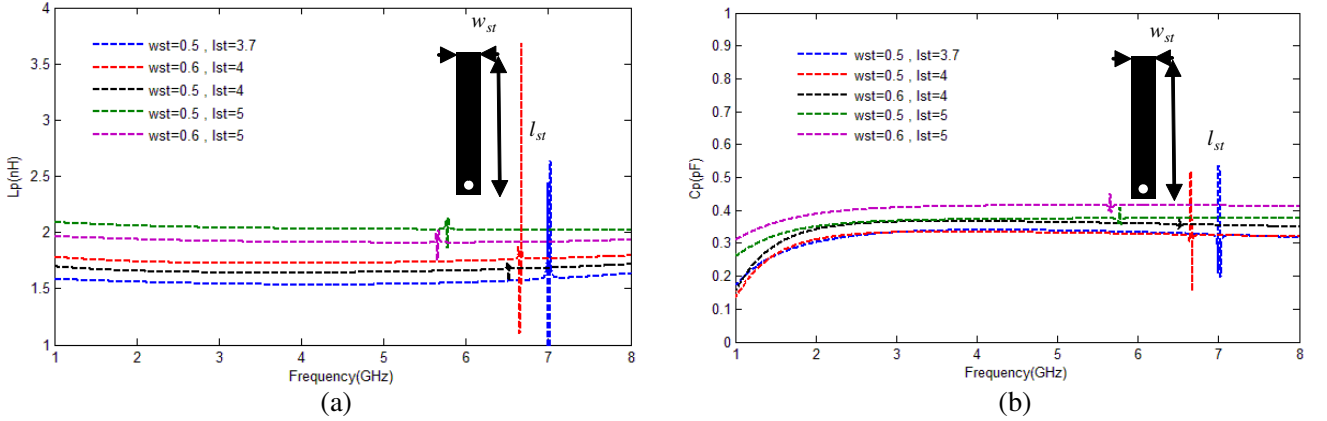 4
3.5
3
2.5
2
1.5
1
Lp(nH)
wst=0.5 , lst=3.7
wst=0.6 , lst=4
wst=0.5 , lst=4
wst=0.5 , lst=5
wst=0.6 , lst=5
wst
lst
1 2 3 4 5 6 7 8
Frequency(GHz)
(a)
1
0.9
0.8
0.7
0.6
0.5
0.4
0.3
0.2
0.1
0
Cp(pF)
wst=0.5 , lst=3.7
wst=0.5 , lst=4
wst=0.6 , lst=4
wst=0.5 , lst=5
wst=0.6 , lst=5
wst
lst
1 2 3 4 5 6 7 8
Frequency(GHz)
(b)